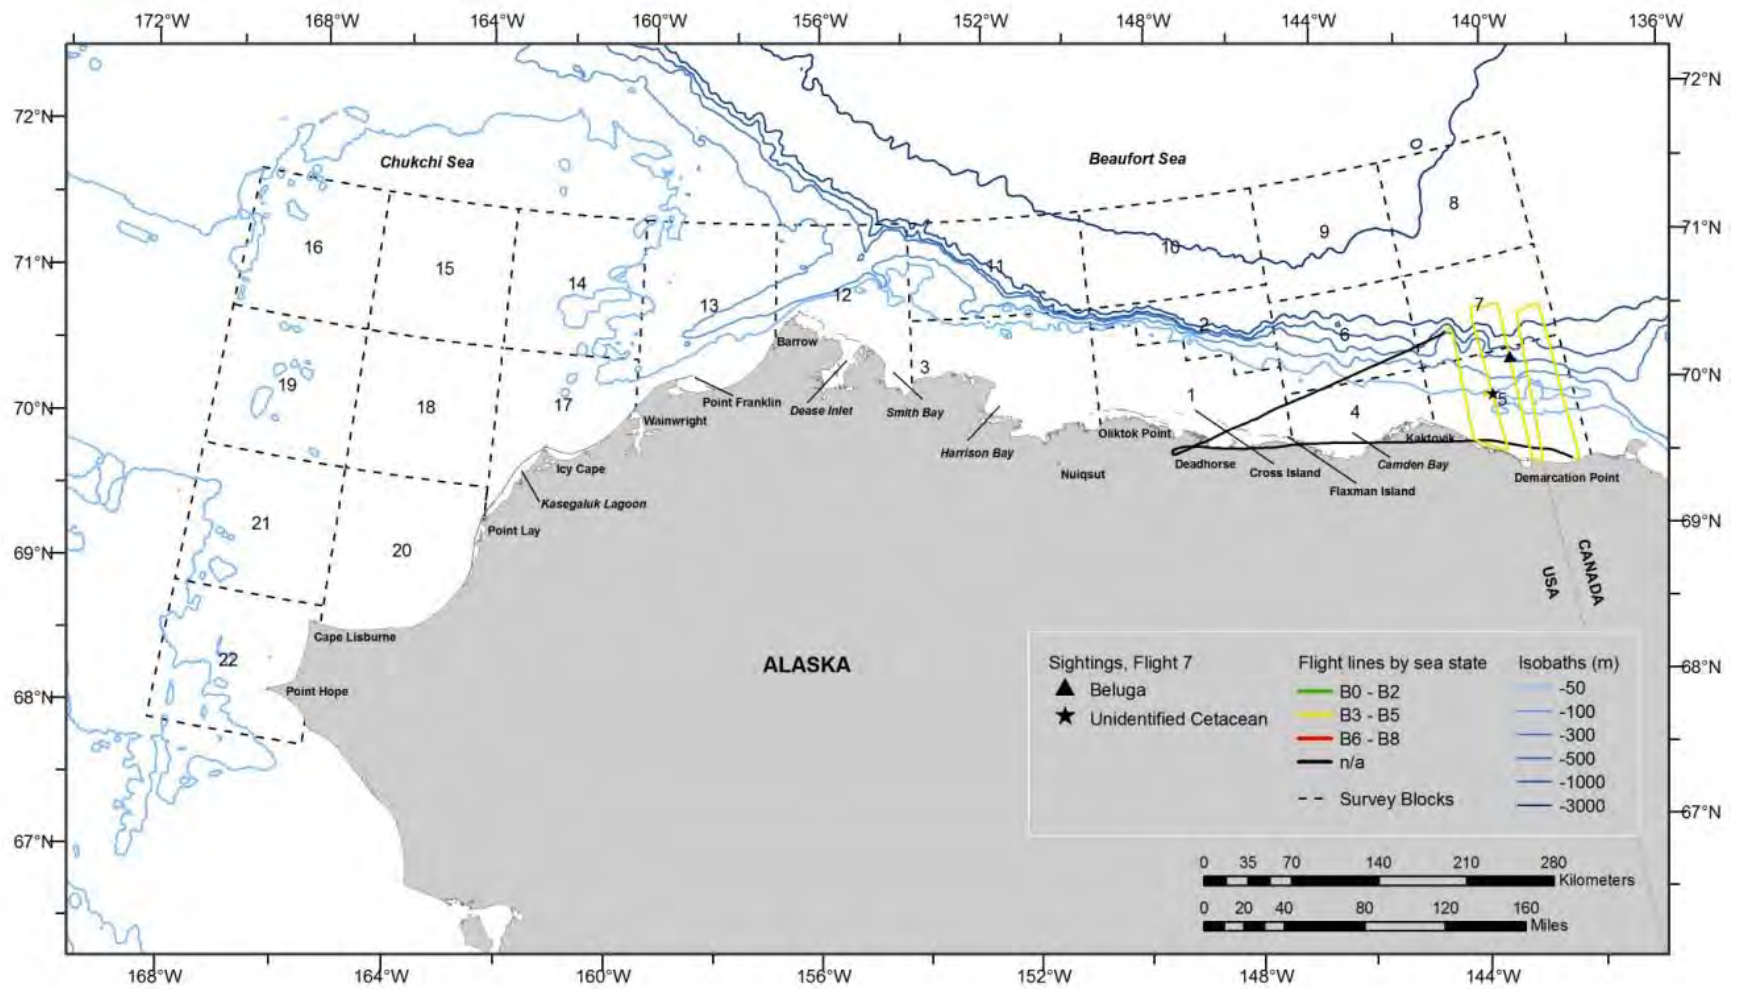 172°W 168°W 164°W 160°W 156°W 152°W 148°W 144°W 140°W 136°W
72°N 72°N
Chukchi Sea Beaufort Sea
8
9
16 15 14 10 71°N
71°N 11
13 12 7
2 6
Barrow
3 70°N
19 18 17 Point Franklin Dease Inlet Smith Bay 1 4 5
70°N Wainwright
Harrison Bay Oliktok Point Kaktovik
Icy Cape Nuiqsut Deadhorse Cross Island Camden Bay
Flaxman Island Demarcation Point
Kasegaluk Lagoon
21 20 Point Lay 69°N
69°N
USA CANADA
Cape Lisburne
22 ALASKA 68°N
68°N Point Hope
Sightings, Flight 7
Beluga
Unidentified Cetacean
Flight lines by sea state
B0 - B2
B3 - B5
B6 - B8
n/a
Survey Blocks
Isobaths (m)
-50
-100
-300
-500
-1000
-3000
67°N 67°N
0 35 70 140 210 280
Kilometers
0 20 40 80 120 160
Miles
168°W 164°W 160°W 156°W 152°W 148°W 144°W